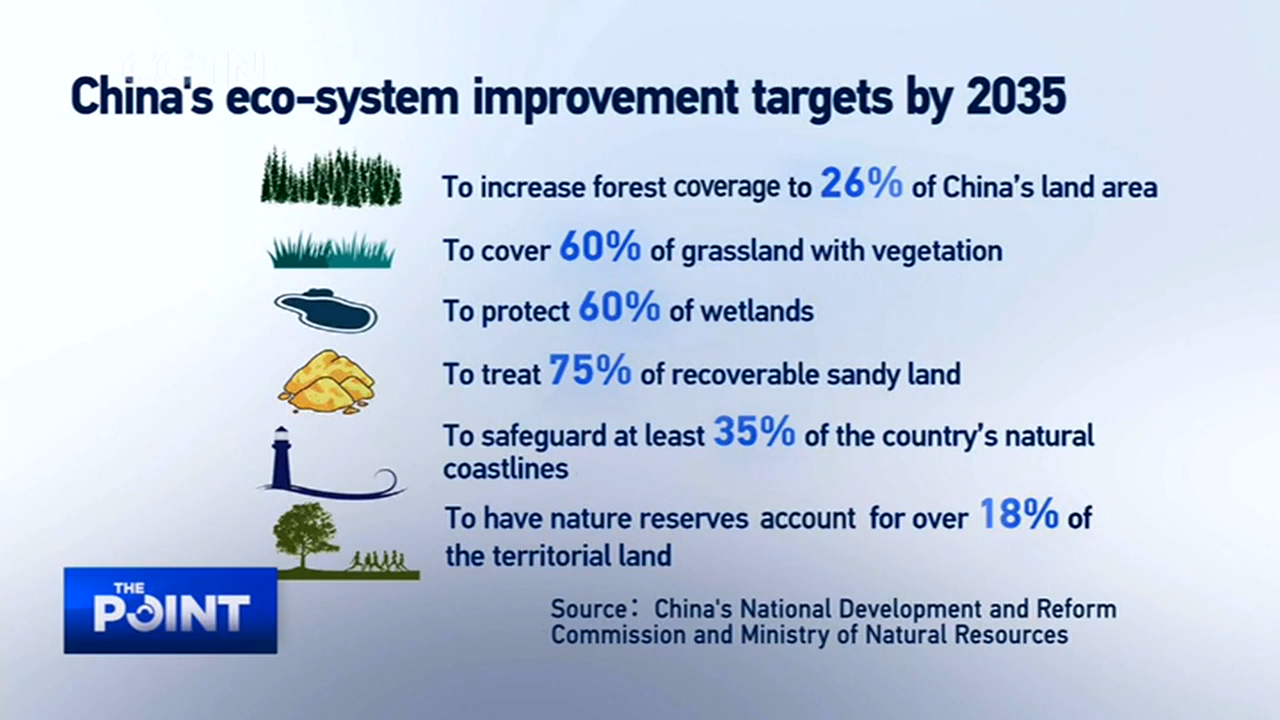 CGTN
China's eco-system improvement targets by 2035
To increase forest coverage to 26% of China's land area
To cover 60% of grassland with vegetation
To protect 60% of wetlands
To treat 75% of recoverable sandy land
To safeguard at least 35% of the country's natural
coastlines
To have nature reserves account for over 18% of
the territorial land
THE
POINT
Source: China's National Development and Reform
Commission and Ministry of Natural Resources